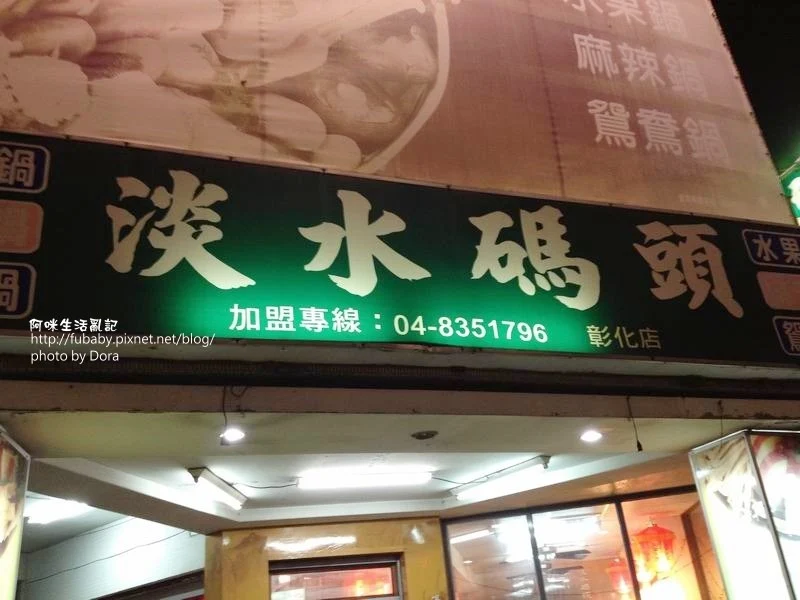 水果鍋
麻辣鍋
鴛鴦鍋
鍋
鍋
淡水碼頭
水果
加盟專線：04-8351796 彰化店
阿咪生活亂記
http://fubaby.pixnet.net/blog/
photo by Dora